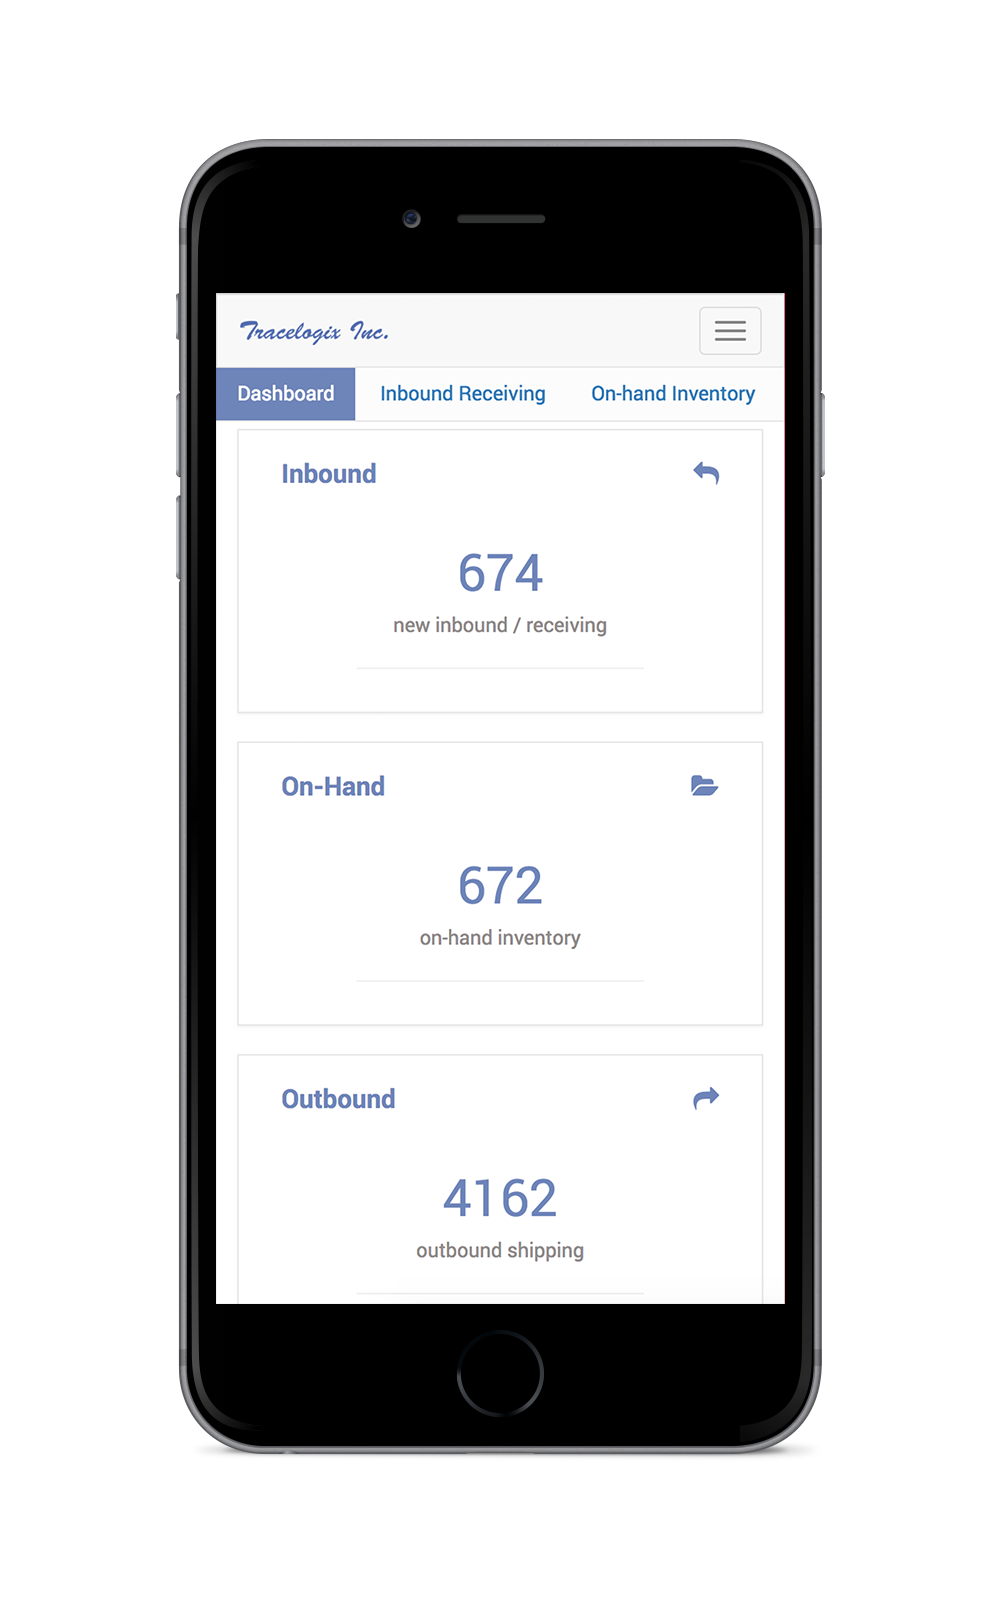 Tracelogix Inc.
Dashboard Inbound Receiving On-hand Inventory
Inbound
674
new inbound / receiving
On-Hand
672
on-hand inventory
Outbound
4162
outbound shipping